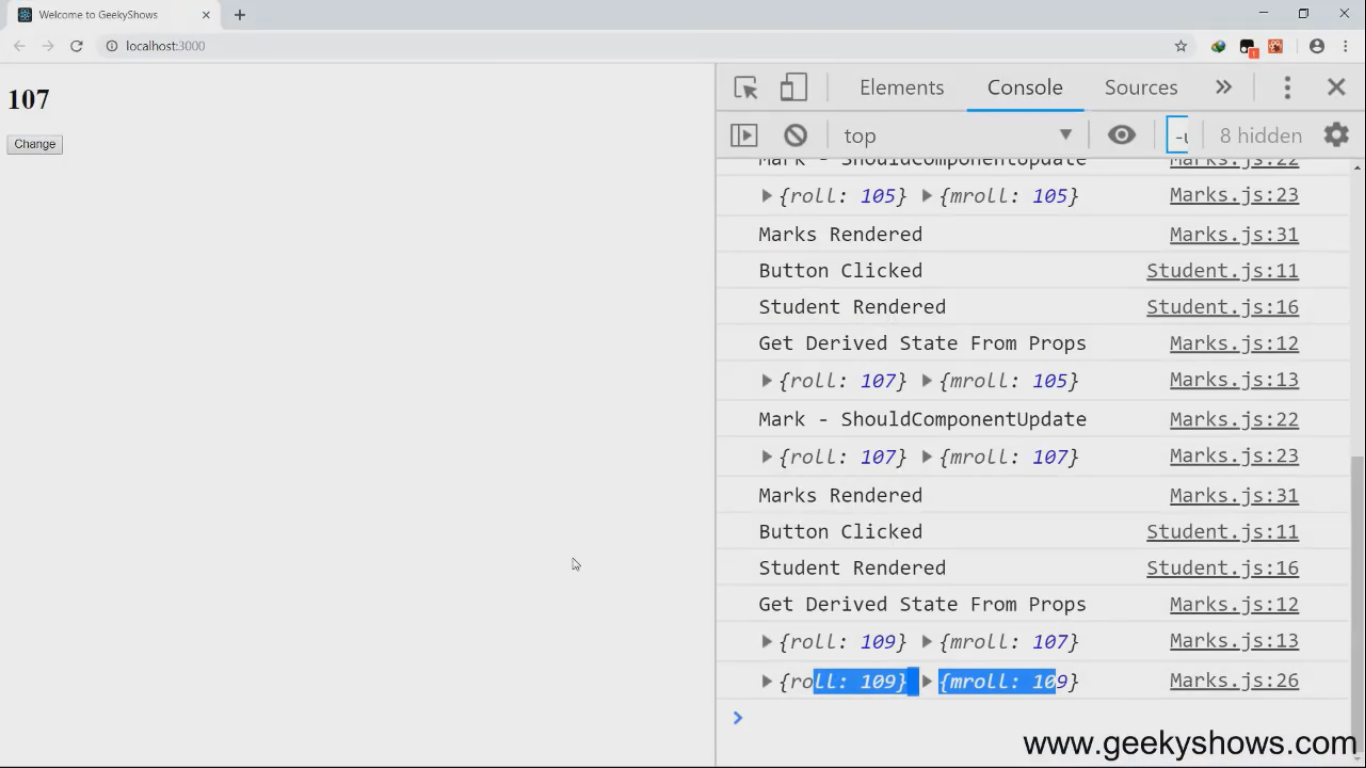 Welcome to GeekyShows
localhost:3000
107
Change
Elements Console Sources
top 8 hidden
Mark - ShouldComponentUpdate Marks.js:22
{roll: 105} {mroll: 105} Marks.js:23
Marks Rendered Marks.js:31
Button Clicked Student.js:11
Student Rendered Student.js:16
Get Derived State From Props Marks.js:12
{roll: 107} {mroll: 105} Marks.js:13
Mark - ShouldComponentUpdate Marks.js:22
{roll: 107} {mroll: 107} Marks.js:23
Marks Rendered Marks.js:31
Button Clicked Student.js:11
Student Rendered Student.js:16
Get Derived State From Props Marks.js:12
{roll: 109} {mroll: 107} Marks.js:13
{roll: 109} {mroll: 109} Marks.js:26
www.geekyshows.com